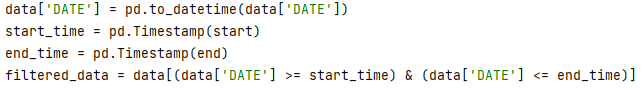 data['DATE'] = pd.to_datetime(data['DATE'])
start_time = pd.Timestamp(start)
end_time = pd.Timestamp(end)
filtered_data = data[(data['DATE'] >= start_time) & (data['DATE'] <= end_time)]